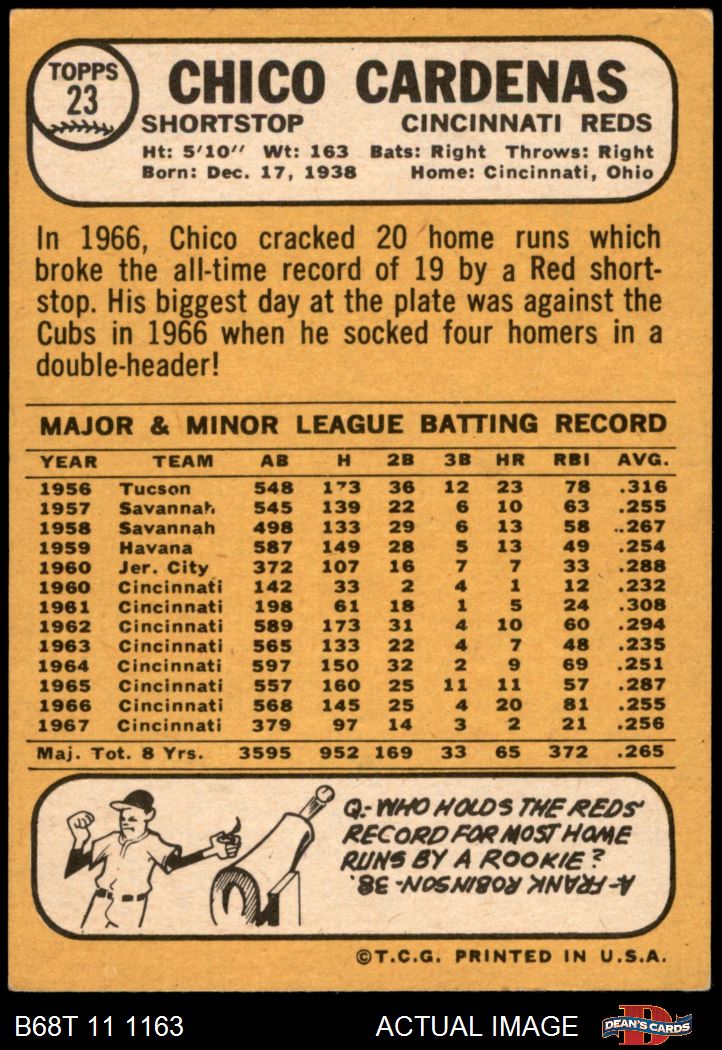 TOPPS
23
CHICO CARDENAS
SHORTSTOP CINCINNATI REDS
Ht: 5'10" Wt: 163 Bats: Right Throws: Right
Born: Dec. 17, 1938 Home: Cincinnati, Ohio
In 1966, Chico cracked 20 home runs which
broke the all-time record of 19 by a Red short-
stop. His biggest day at the plate was against the
Cubs in 1966 when he socked four homers in a
double-header!
MAJOR & MINOR LEAGUE BATTING RECORD
YEAR TEAM AB H 2B 3B HR RBI AVG.
1956 Tucson 548 173 36 12 23 78 .316
1957 Savannah 545 139 22 6 10 63 .255
1958 Savannah 498 133 29 6 13 58 .267
1959 Havana 587 149 28 5 13 49 .254
1960 Jer. City 372 107 16 7 7 33 .288
1960 Cincinnati 142 33 2 4 1 12 .232
1961 Cincinnati 198 61 18 1 5 24 .308
1962 Cincinnati 589 173 31 4 10 60 .294
1963 Cincinnati 565 133 22 4 7 48 .235
1964 Cincinnati 597 150 32 2 9 69 .251
1965 Cincinnati 557 160 25 11 11 57 .287
1966 Cincinnati 568 145 25 4 20 81 .255
1967 Cincinnati 379 97 14 3 2 21 .256
Maj. Tot. 8 Yrs. 3595 952 169 33 65 372 .265
Q.- WHO HOLDS THE REDS'
RECORD FOR MOST HOME
RUNS BY A ROOKIE?
A- FRANK ROBINSON- 38.
©T.C.G. PRINTED IN U.S.A.
B68T 11 1163 ACTUAL IMAGE D DEAN'S CARDS